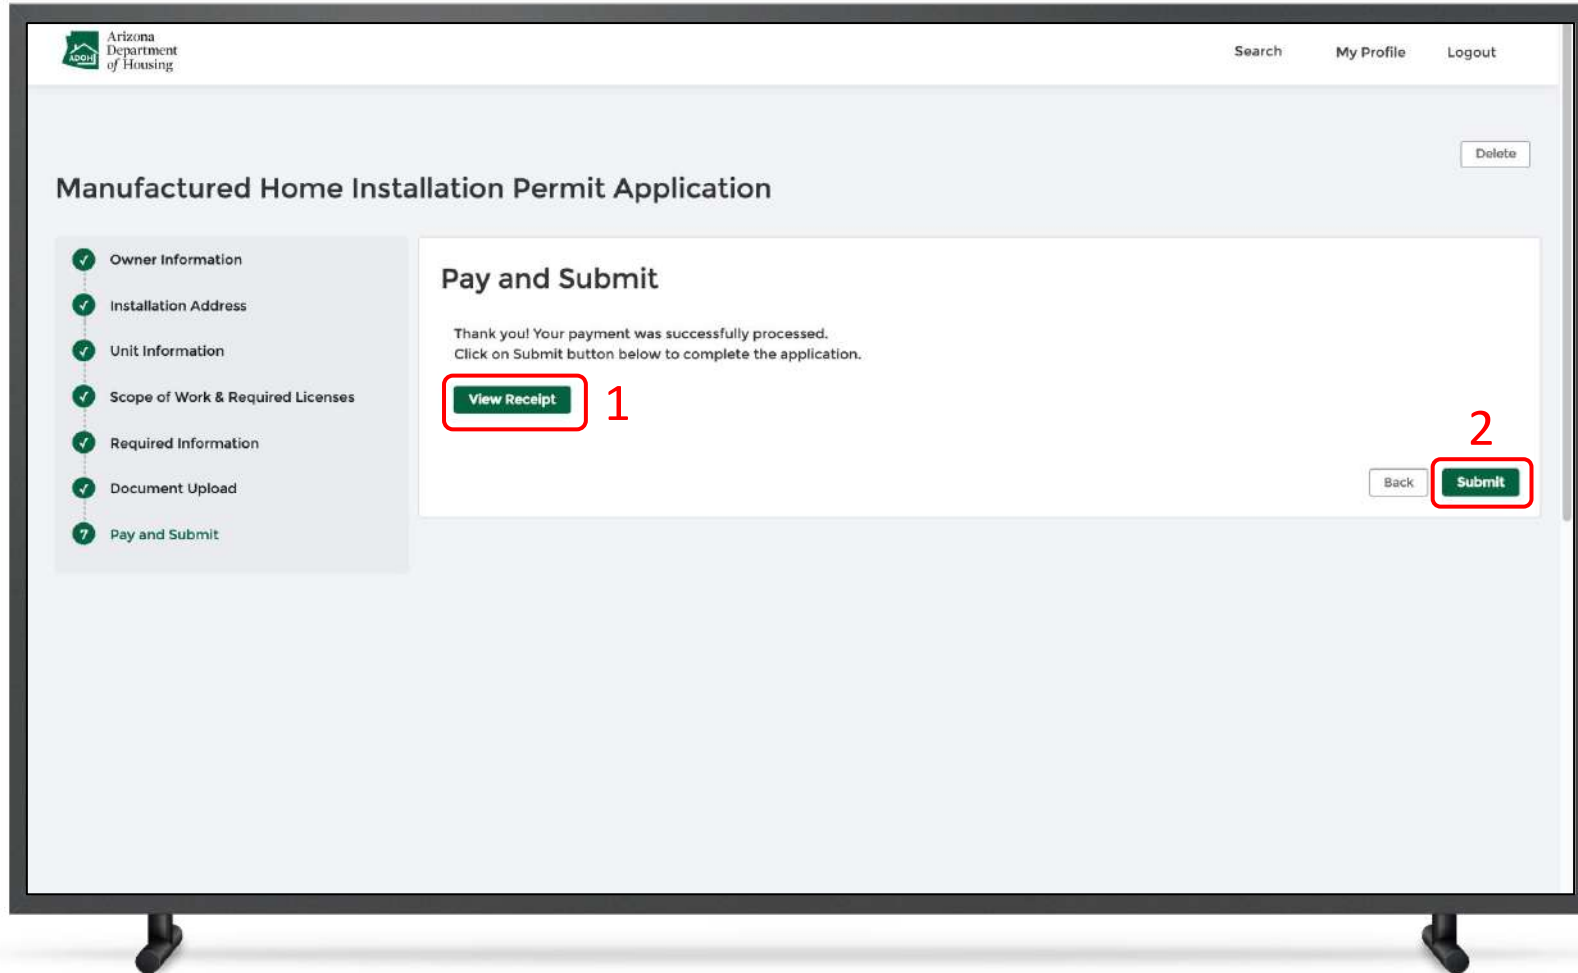 Arizona
Department
of Housing
ADOH
Search
My Profile
Logout
Delete
Manufactured Home Installation Permit Application
Owner Information
Installation Address
Unit Information
Scope of Work & Required Licenses
Required Information
Document Upload
7
Pay and Submit
Pay and Submit
Thank you! Your payment was successfully processed.
Click on Submit button below to complete the application.
View Receipt
1
2
Back
Submit